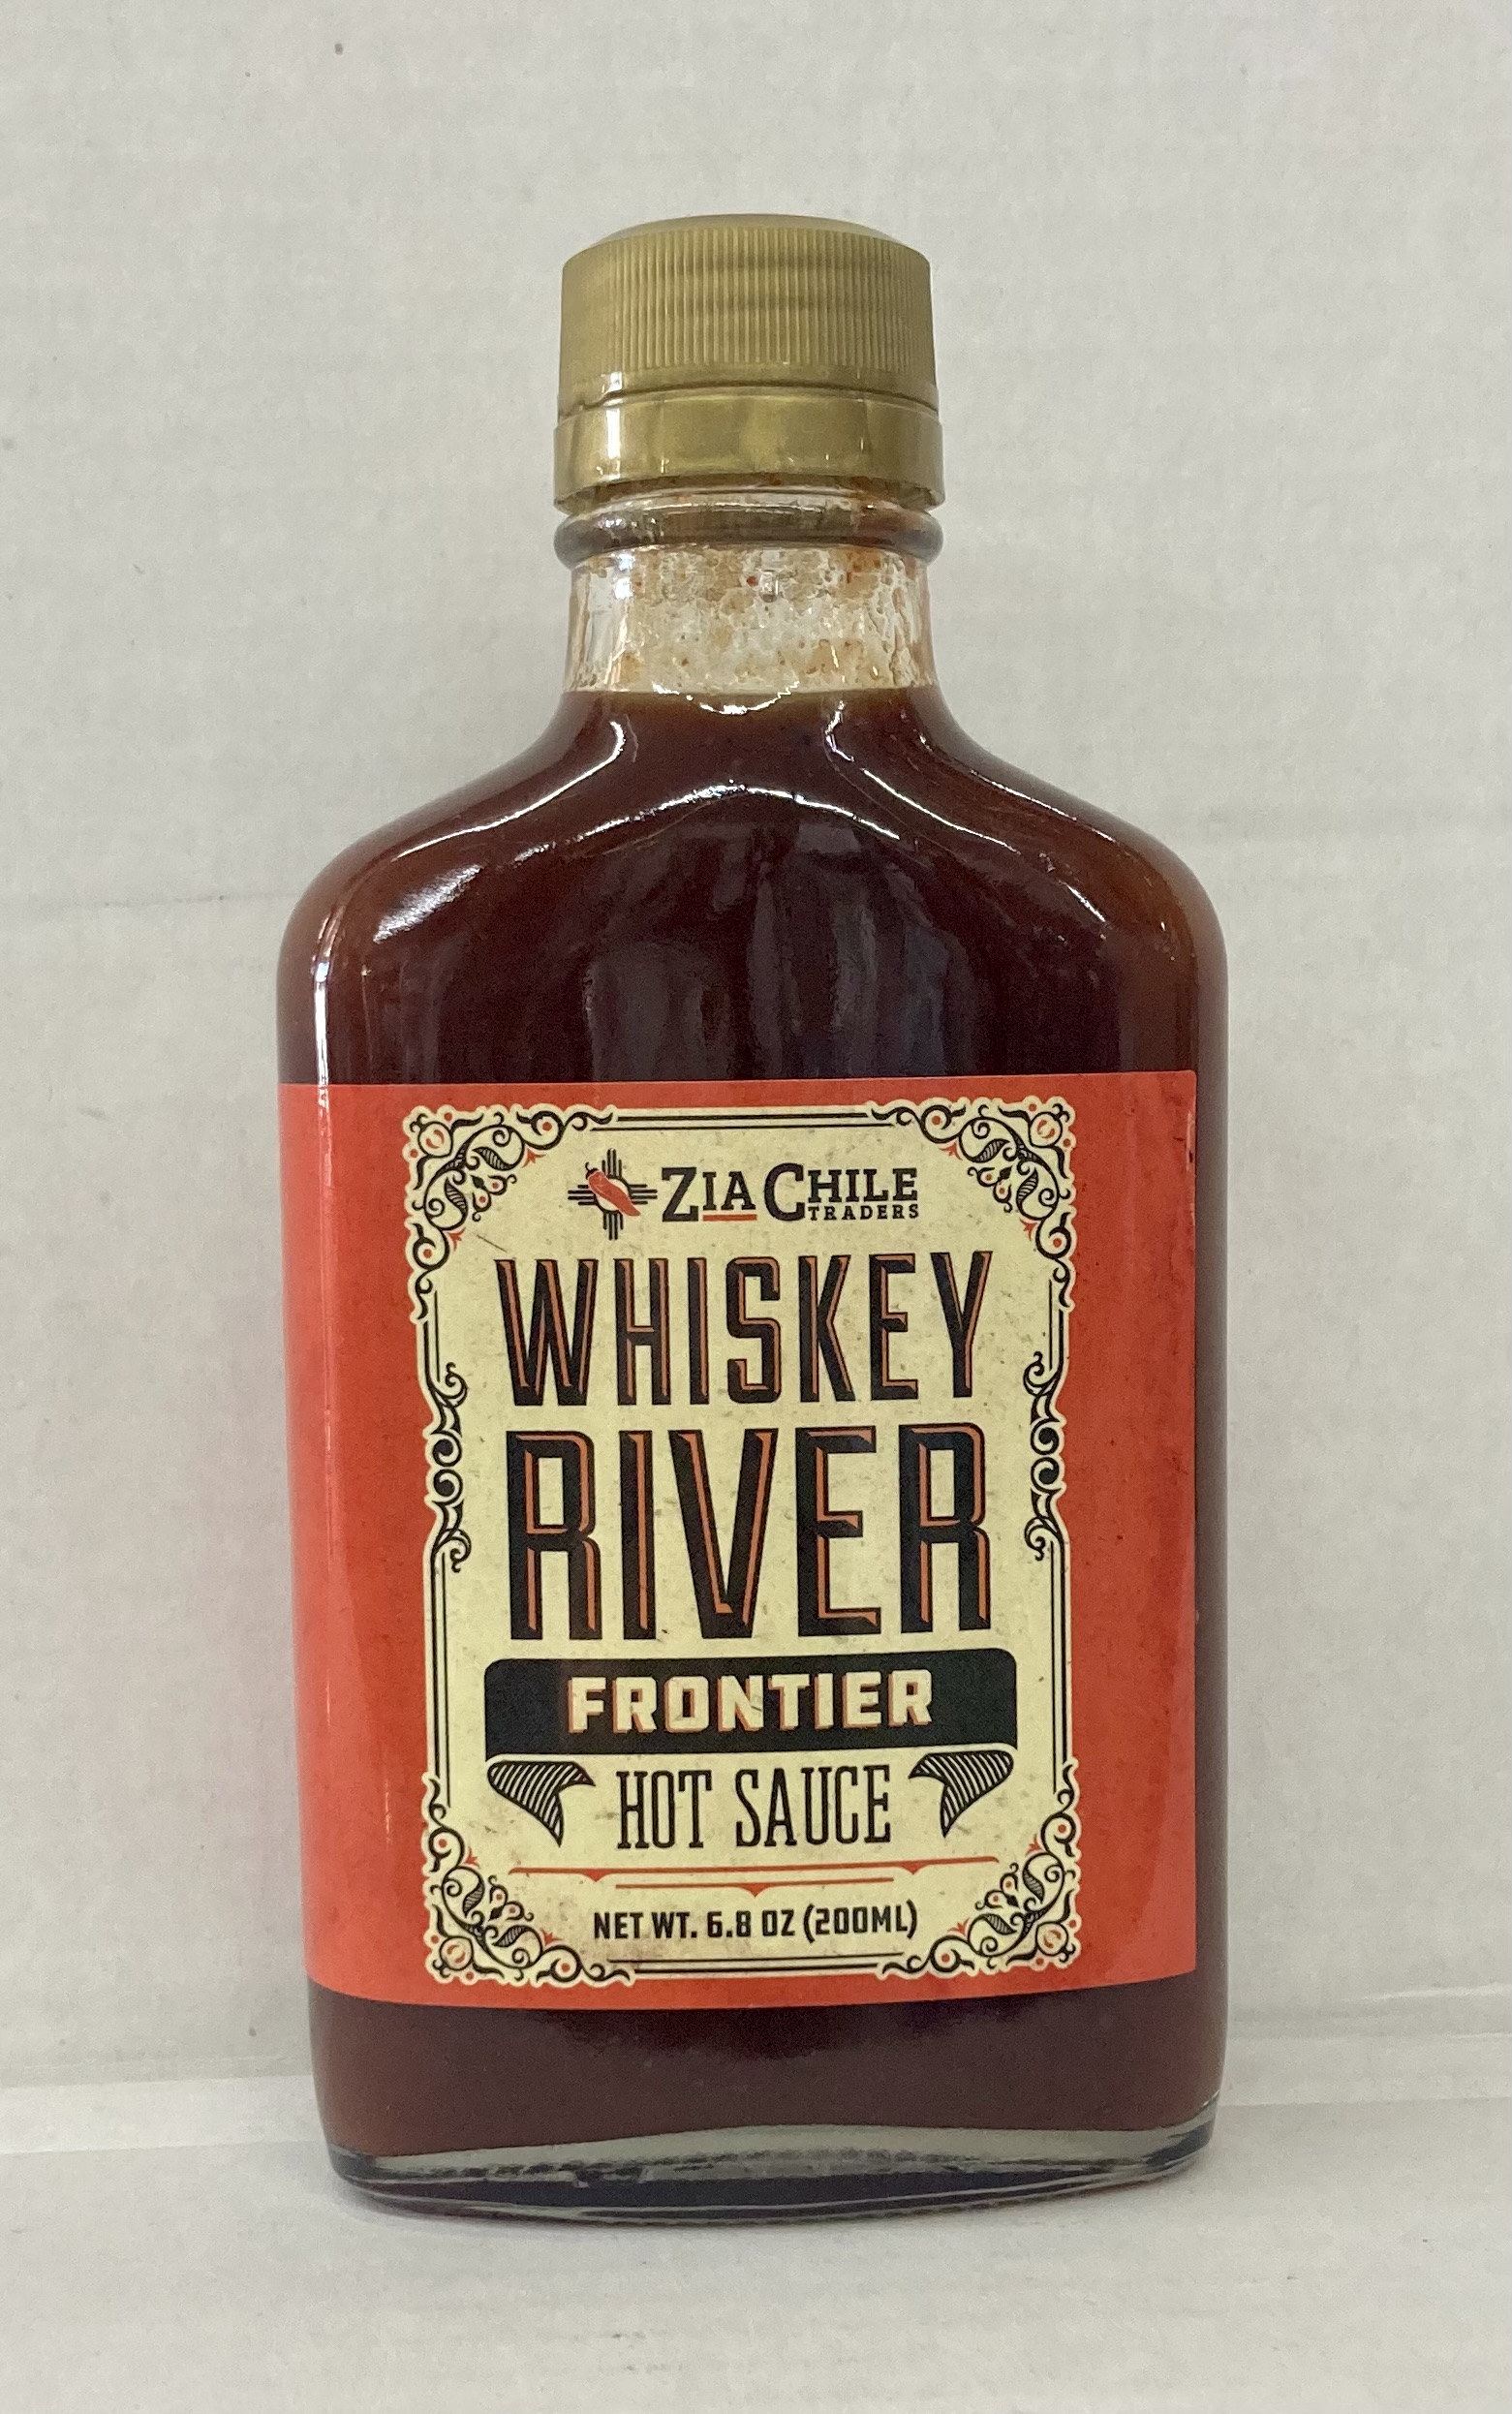 ZIA CHILE
TRADERS
WHISKEY
RIVER
FRONTIER
HOT SAUCE
NET WT. 6.8 OZ (200ML)